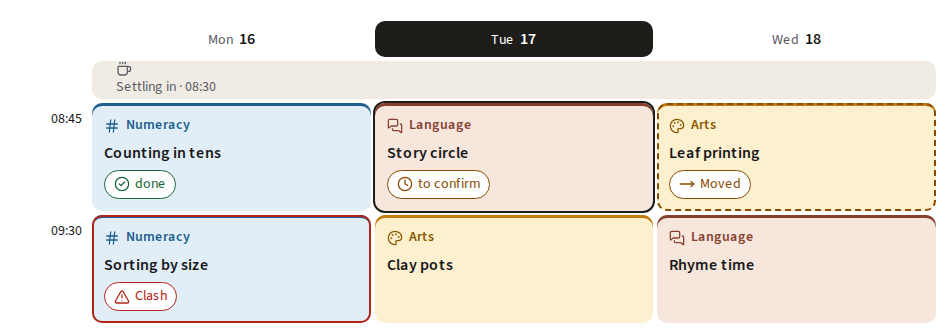 Mon 16
Tue 17
Wed 18
Settling in · 08:30
08:45
Numeracy
Counting in tens
done
Language
Story circle
to confirm
Arts
Leaf printing
Moved
09:30
Numeracy
Sorting by size
Clash
Arts
Clay pots
Language
Rhyme time